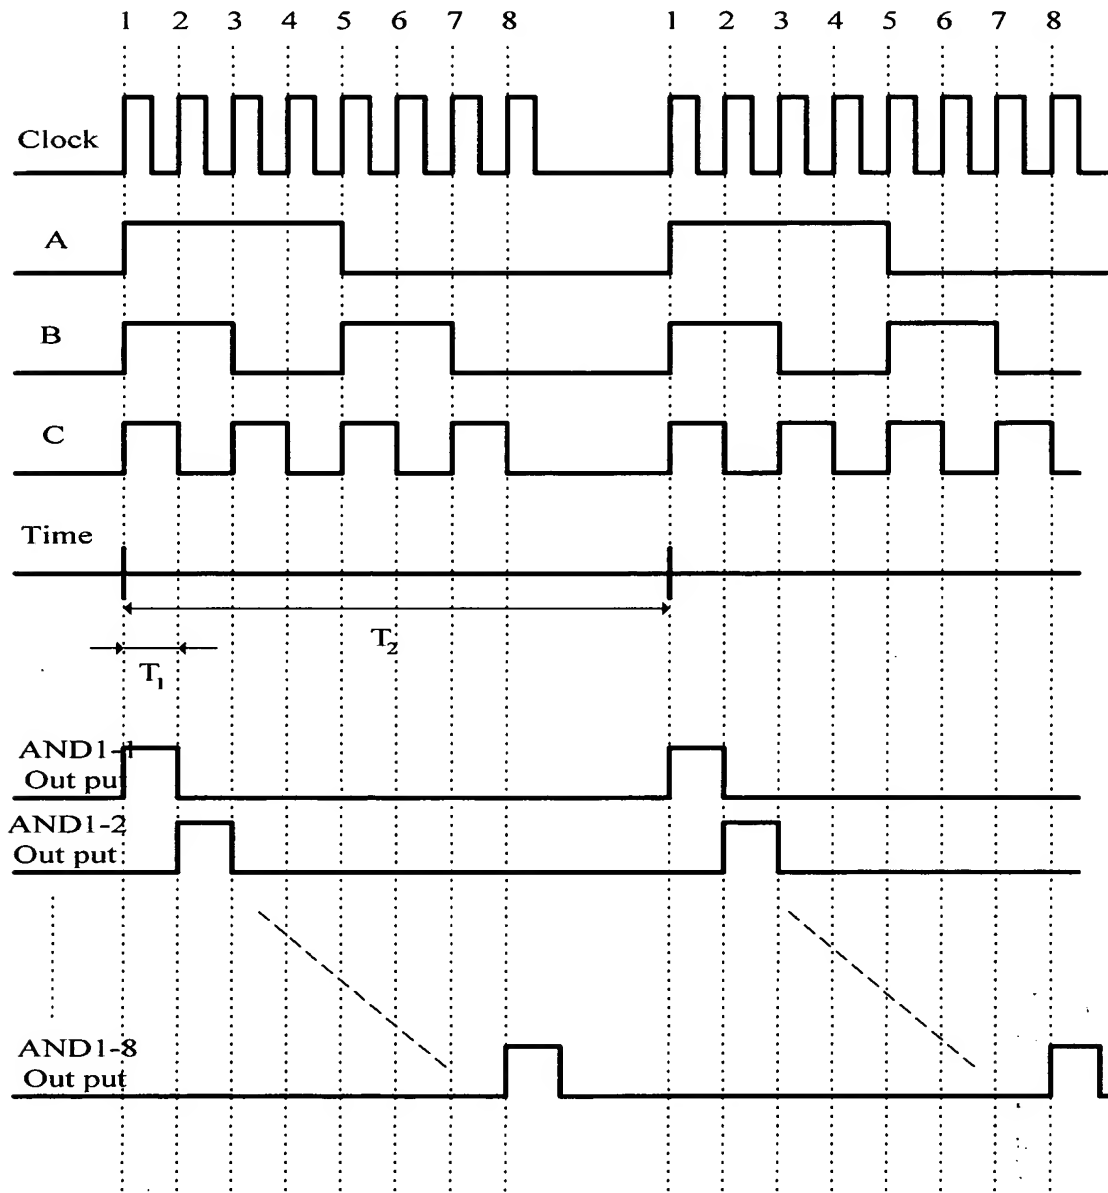 1 2 3 4 5 6 7 8 1 2 3 4 5 6 7 8
Clock
A
B
C
Time
T2
T1
AND1-1
Out put
AND1-2
Out put
AND1-8
Out put